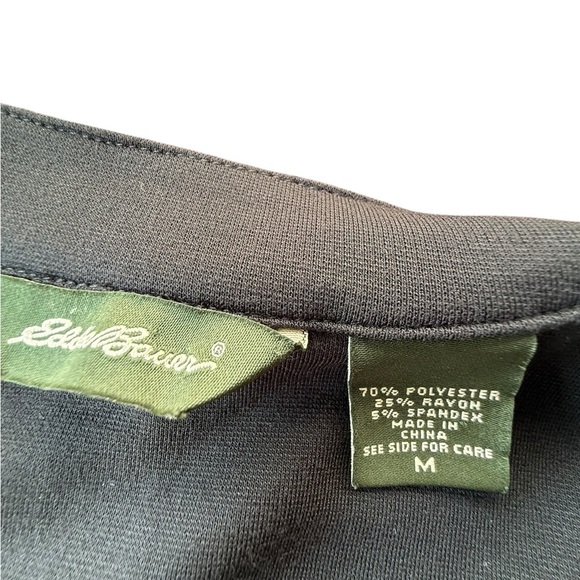 Eddie Bauer®
70% POLYESTER
25% RAYON
5% SPANDEX
MADE IN
CHINA
SEE SIDE FOR CARE
M